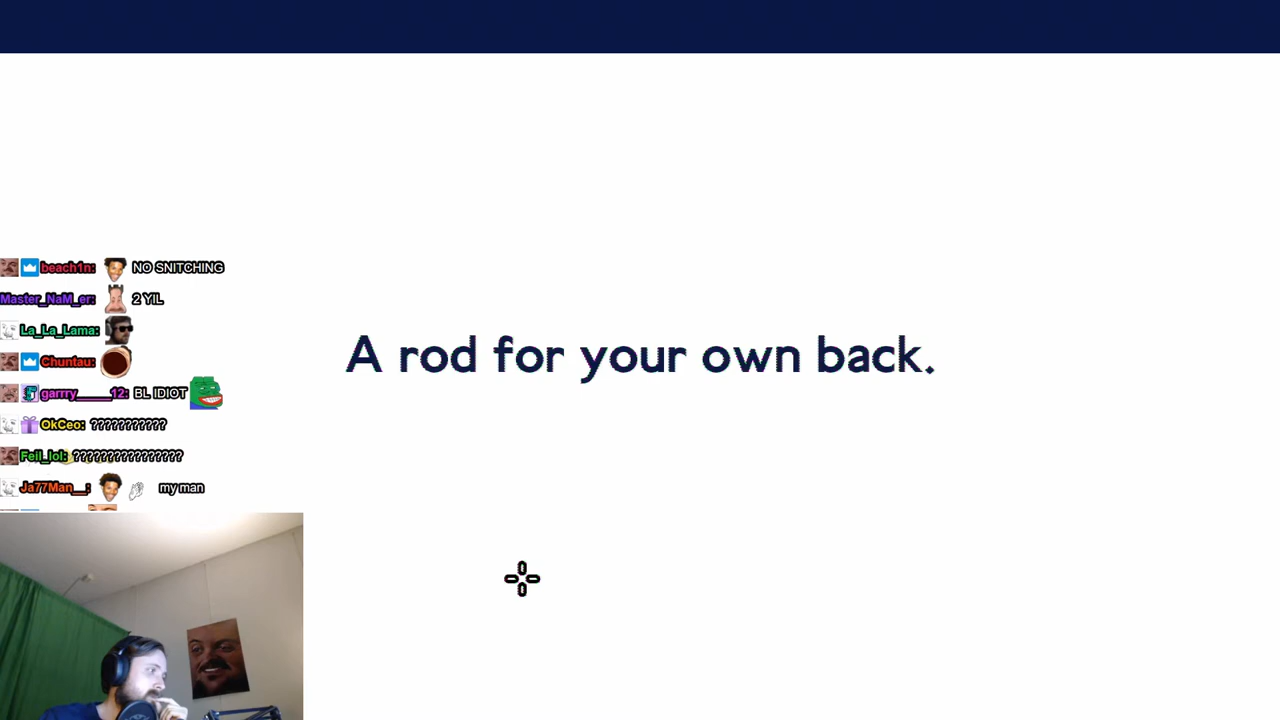 beach1n: NO SNITCHING
Master_NaM_er: 2 YIL
La_La_Lama:
A rod for your own back.
Chuntau:
garrry_____12: BL IDIOT
OkCeo: ???????????
Feil_lol: ????????????????
Ja77Man__: my man